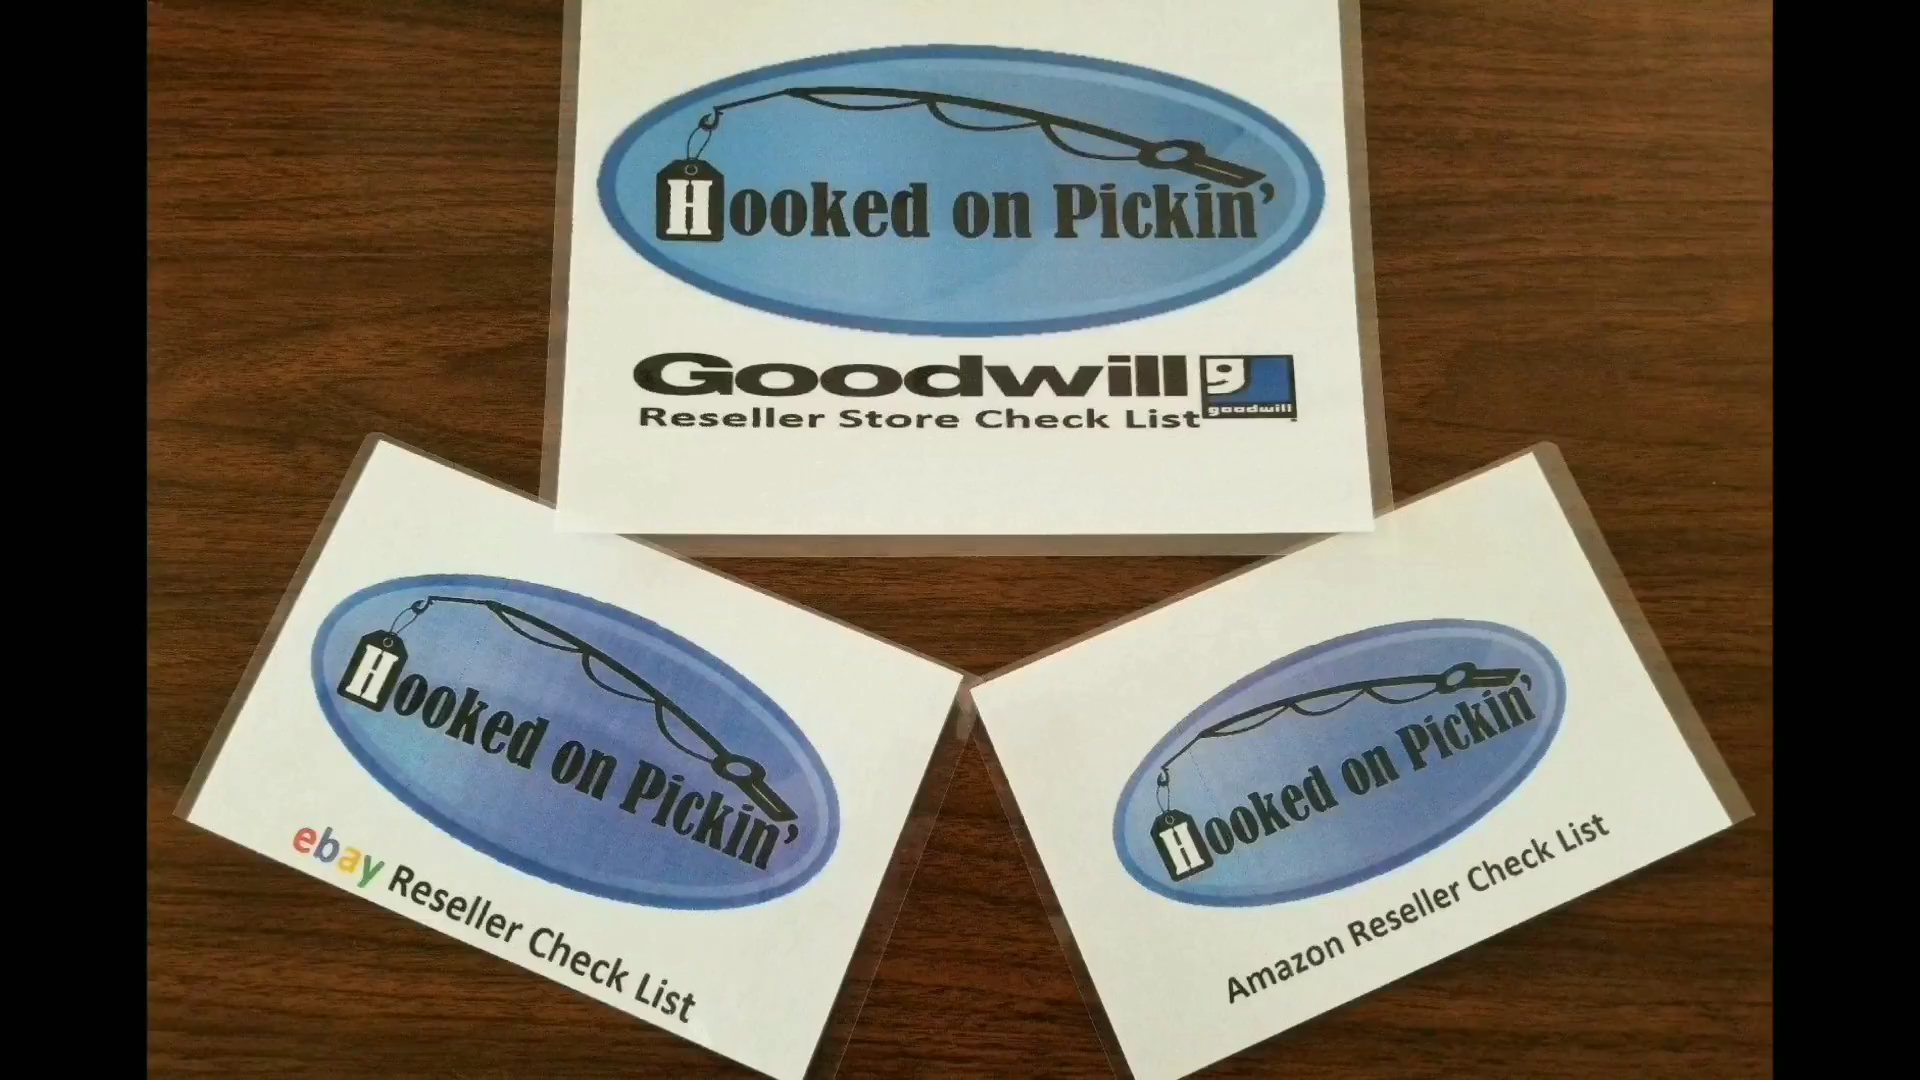 Hooked on Pickin'
Goodwill
goodwill
Reseller Store Check List
Hooked on Pickin'
ebay Reseller Check List
Hooked on Pickin'
Amazon Reseller Check List